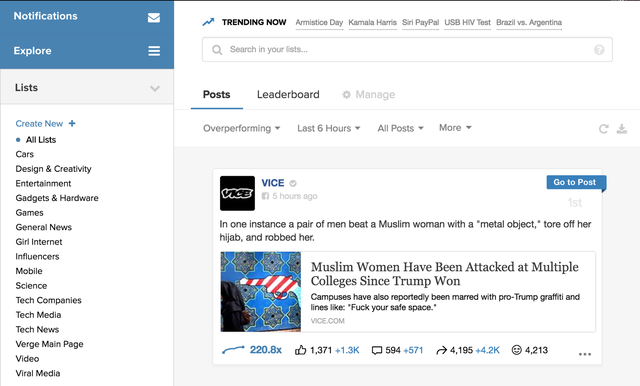 Notifications
Explore
Lists
Create New +
All Lists
Cars
Design & Creativity
Entertainment
Gadgets & Hardware
Games
General News
Girl Internet
Influencers
Mobile
Science
Tech Companies
Tech Media
Tech News
Verge Main Page
Video
Viral Media
TRENDING NOW Armistice Day Kamala Harris Siri PayPal USB HIV Test Brazil vs. Argentina
Search in your lists... ?
Posts Leaderboard Manage
Overperforming Last 6 Hours All Posts More
VICE
VICE
5 hours ago
Go to Post
1st
In one instance a pair of men beat a Muslim woman with a "metal object," tore off her
hijab, and robbed her.
Muslim Women Have Been Attacked at Multiple
Colleges Since Trump Won
Campuses have also reportedly been marred with pro-Trump graffiti and
lines like: "Fuck your safe space."
VICE.COM
220.8x 1,371 +1.3K 594 +571 4,195 +4.2K 4,213